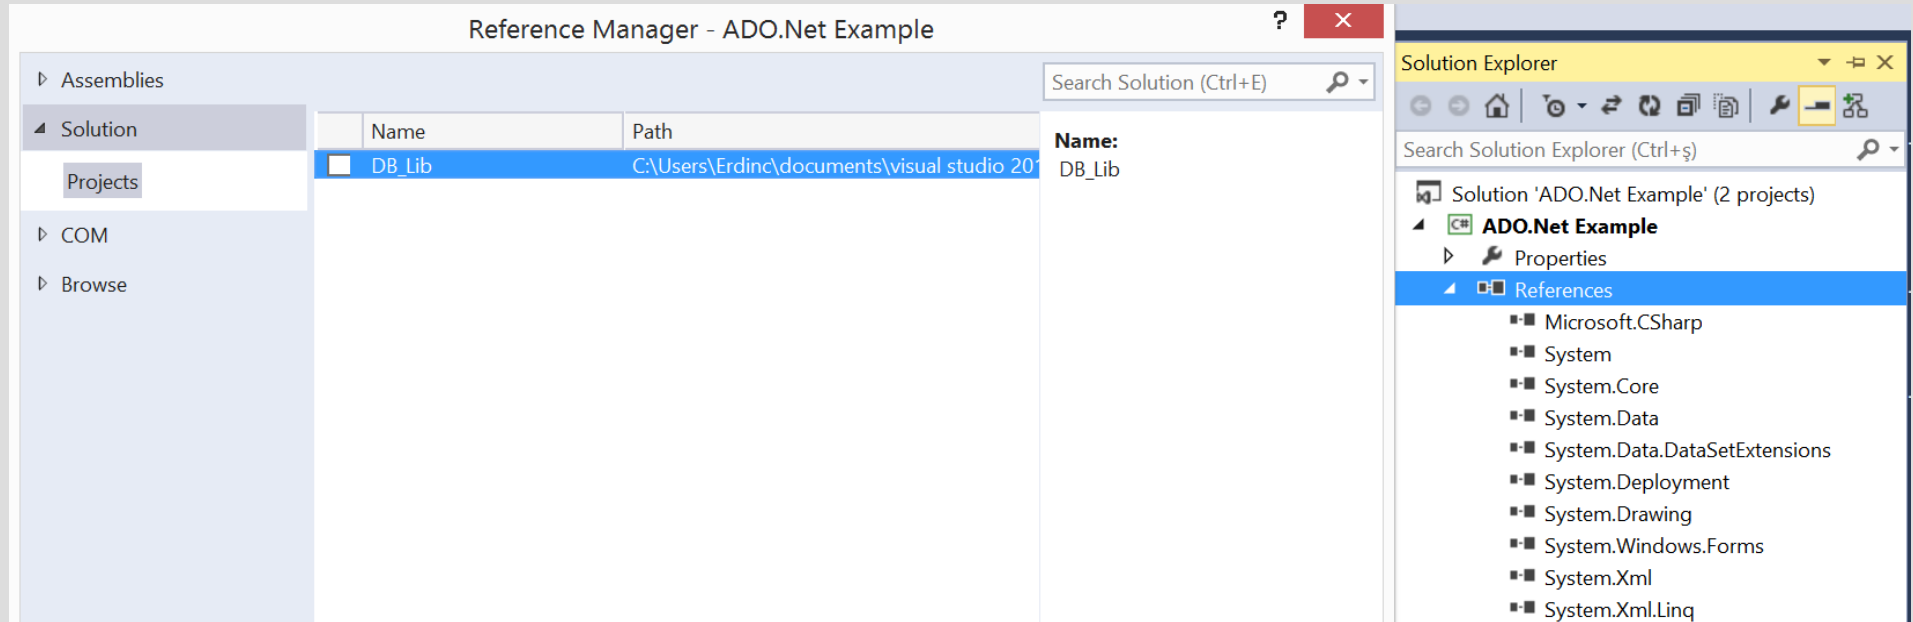 Reference Manager - ADO.Net Example
?
Assemblies
Solution
Projects
COM
Browse
Search Solution (Ctrl+E)
Name Path
DB_Lib C:\Users\Erdinc\documents\visual studio 201
Name:
DB_Lib
Solution Explorer
Search Solution Explorer (Ctrl+ş)
Solution 'ADO.Net Example' (2 projects)
C# ADO.Net Example
Properties
References
Microsoft.CSharp
System
System.Core
System.Data
System.Data.DataSetExtensions
System.Deployment
System.Drawing
System.Windows.Forms
System.Xml
System.Xml.Linq